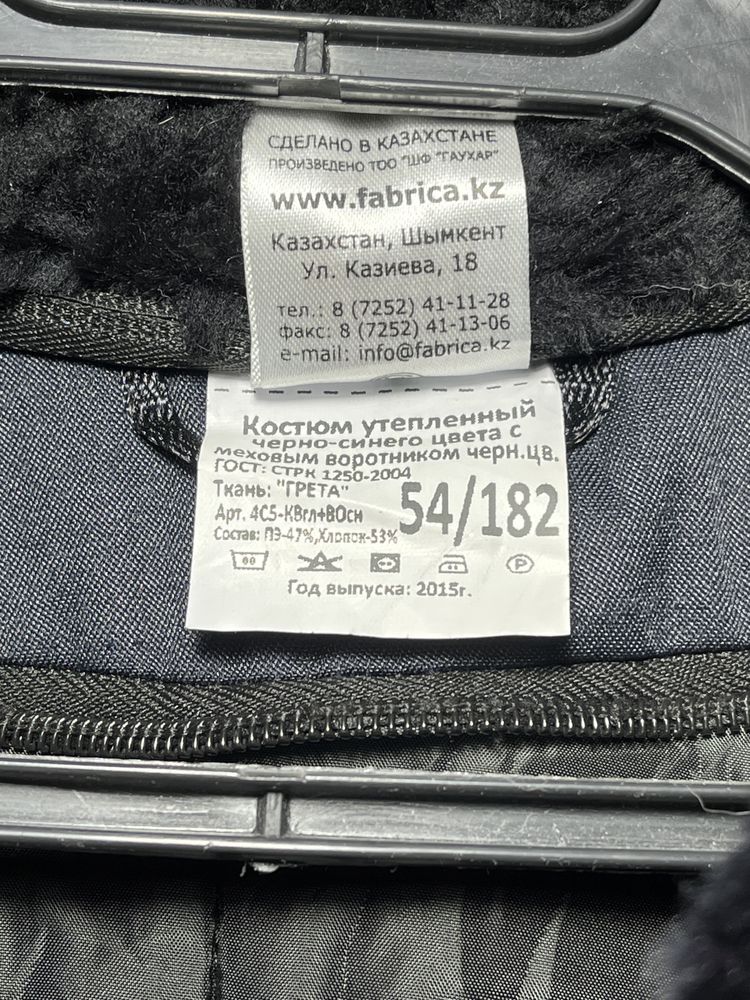 СДЕЛАНО В КАЗАХСТАНЕ
ПРОИЗВЕДЕНО ТОО "ШФ "ГАУХАР"
www.fabrica.kz
Казахстан, Шымкент
Ул. Казиева, 18
тел.: 8 (7252) 41-11-28
факс: 8 (7252) 41-13-06
e-mail: info@fabrica.kz
Костюм утепленный
черно-синего цвета с
меховым воротником черн.цв.
ГОСТ: СТРК 1250-2004
Ткань: "ГРЕТА"
Арт. 4С5-КВгл+ВОсн
54/182
Состав: ПЭ-47%,Хлопок-53%
60
P
Год выпуска: 2015г.